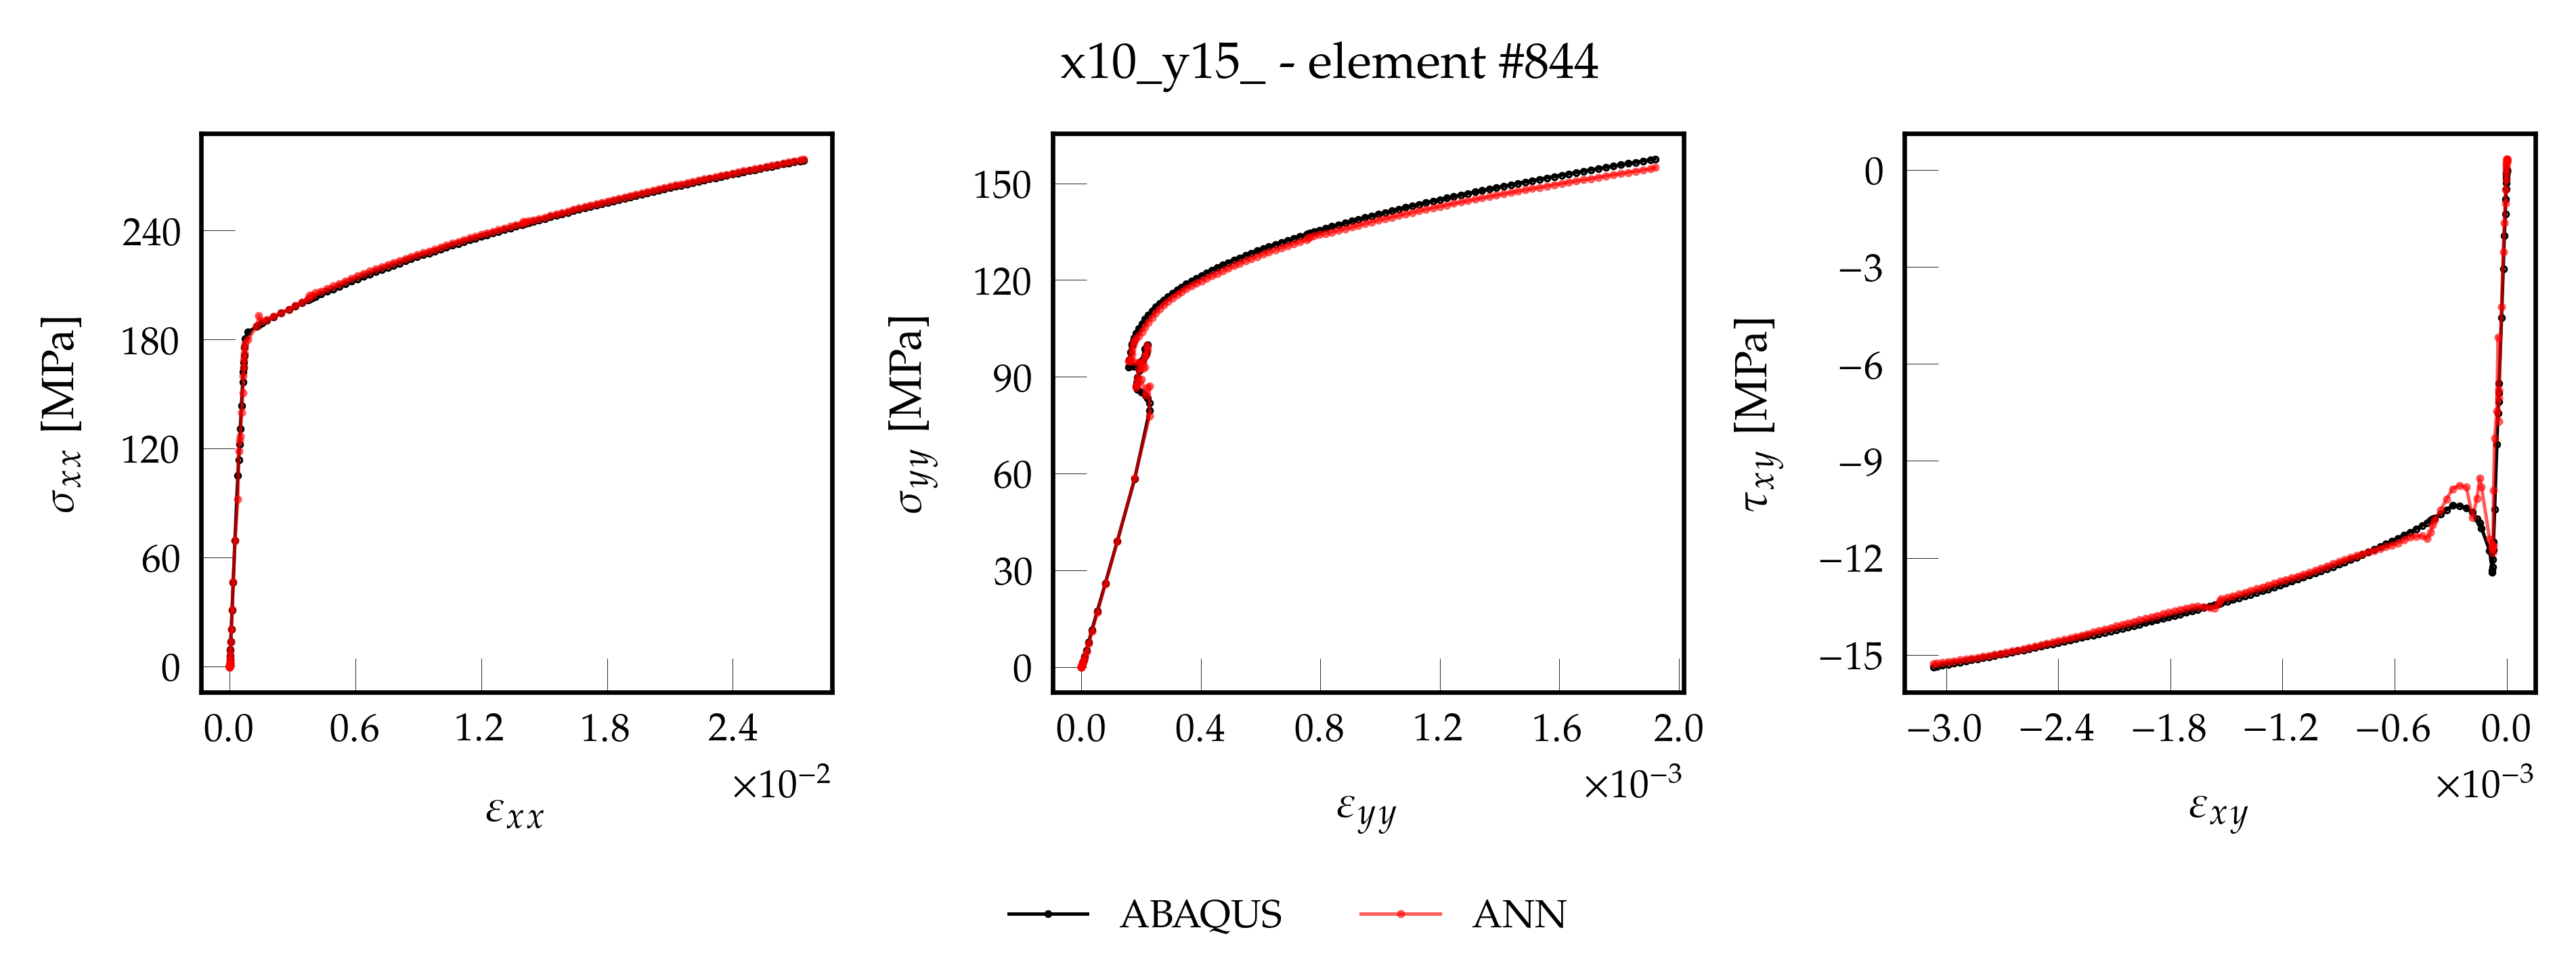 x10_y15_ - element #844
σxx [MPa]
240
180
120
60
0
0.0 0.6 1.2 1.8 2.4
×10−2
εxx
σyy [MPa]
150
120
90
60
30
0
0.0 0.4 0.8 1.2 1.6 2.0
×10−3
εyy
τxy [MPa]
0
−3
−6
−9
−12
−15
−3.0 −2.4 −1.8 −1.2 −0.6 0.0
×10−3
εxy
ABAQUS ANN